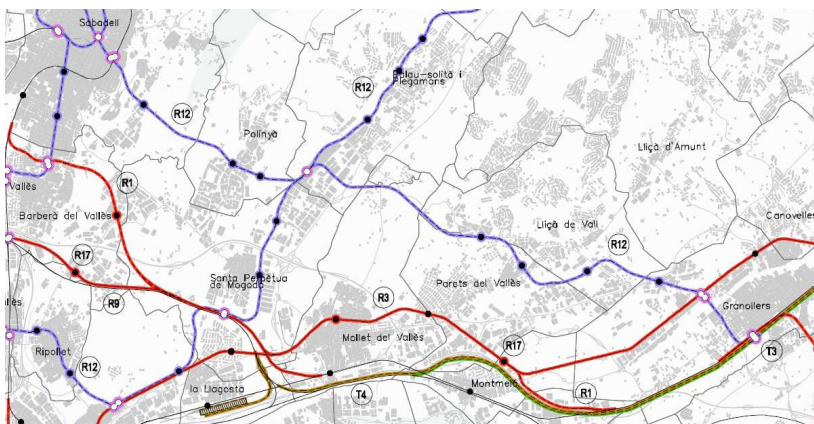 Sabadell
R12
Palau-solità i
Plegamans
R12
Polinyà
Lliçà d'Amunt
Vallès
R1
Barberà del Vallès
Canovelles
Lliçà de Vall
R12
R17
Santa Perpètua
de Mogoda
Parets del Vallès
R9
R3
Granollers
Mollet del Vallès
R17
Ripollet
R12
T3
la Llagosta
T4
Montmeló
R1